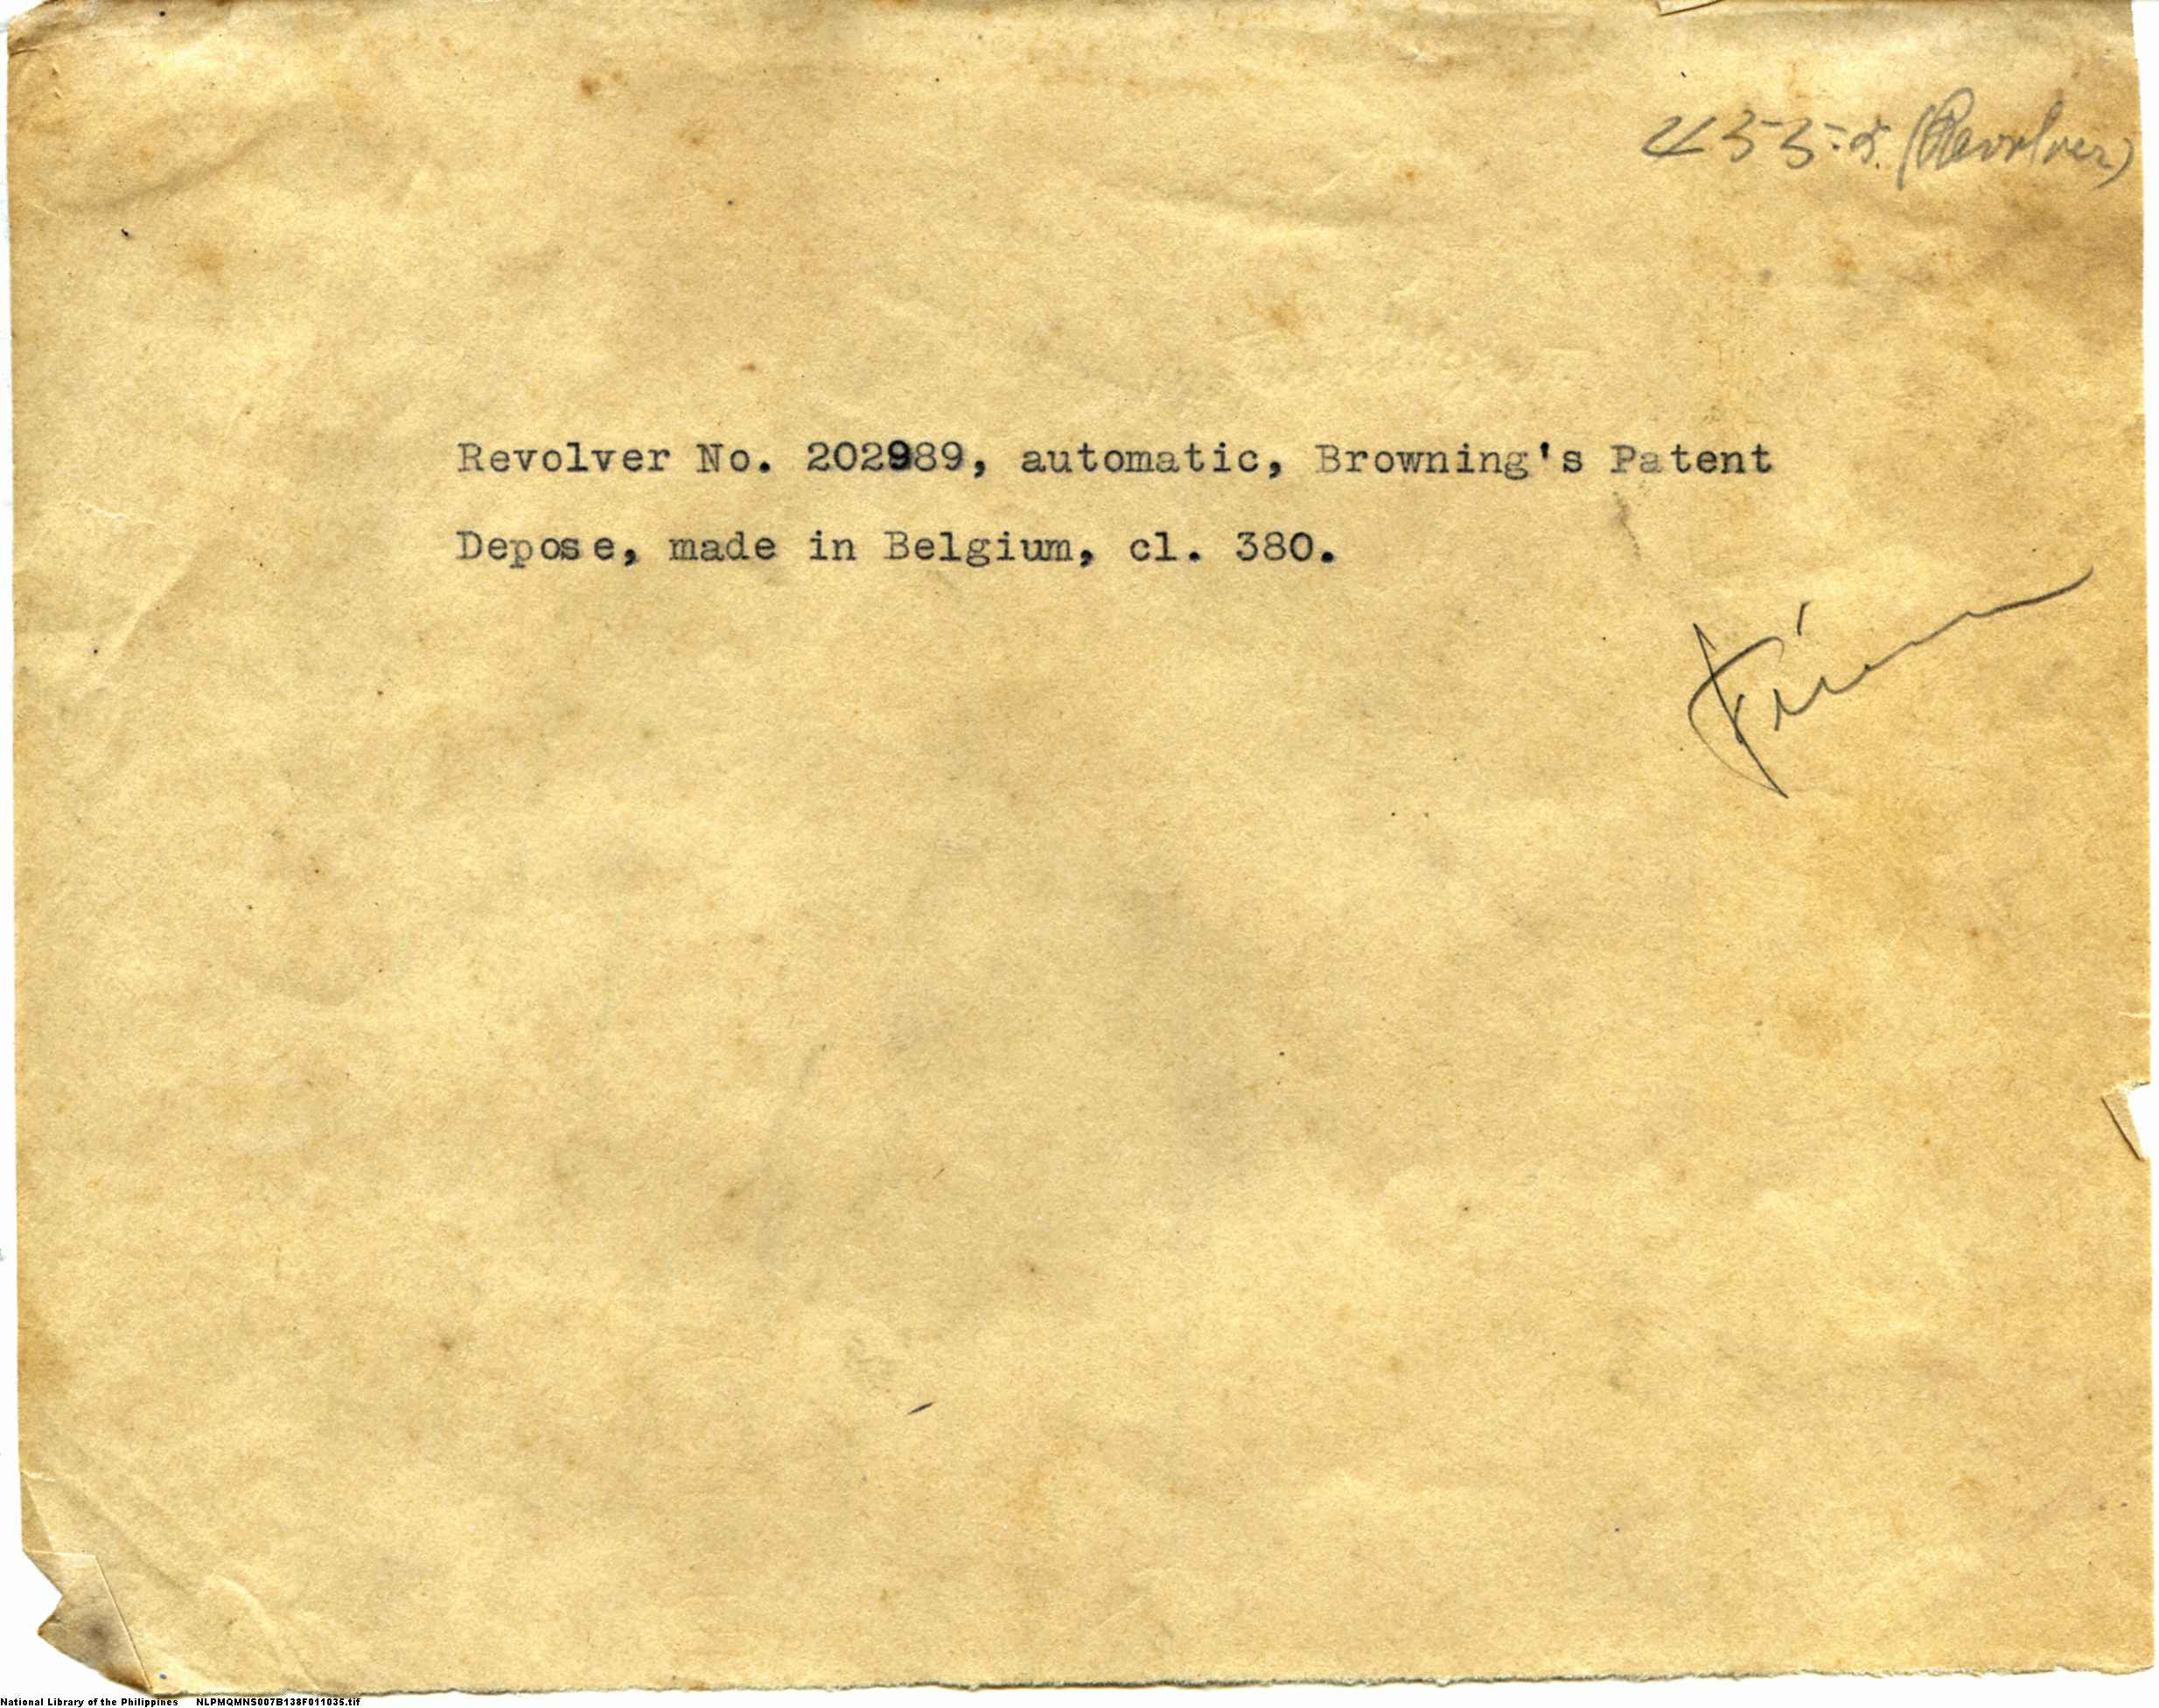 (Revolver)
Revolver No. 202989, automatic, Browning's Patent
Depose, made in Belgium, cl. 380.
National Library of the Philippines NLPMQMNS007B138F011035.tif